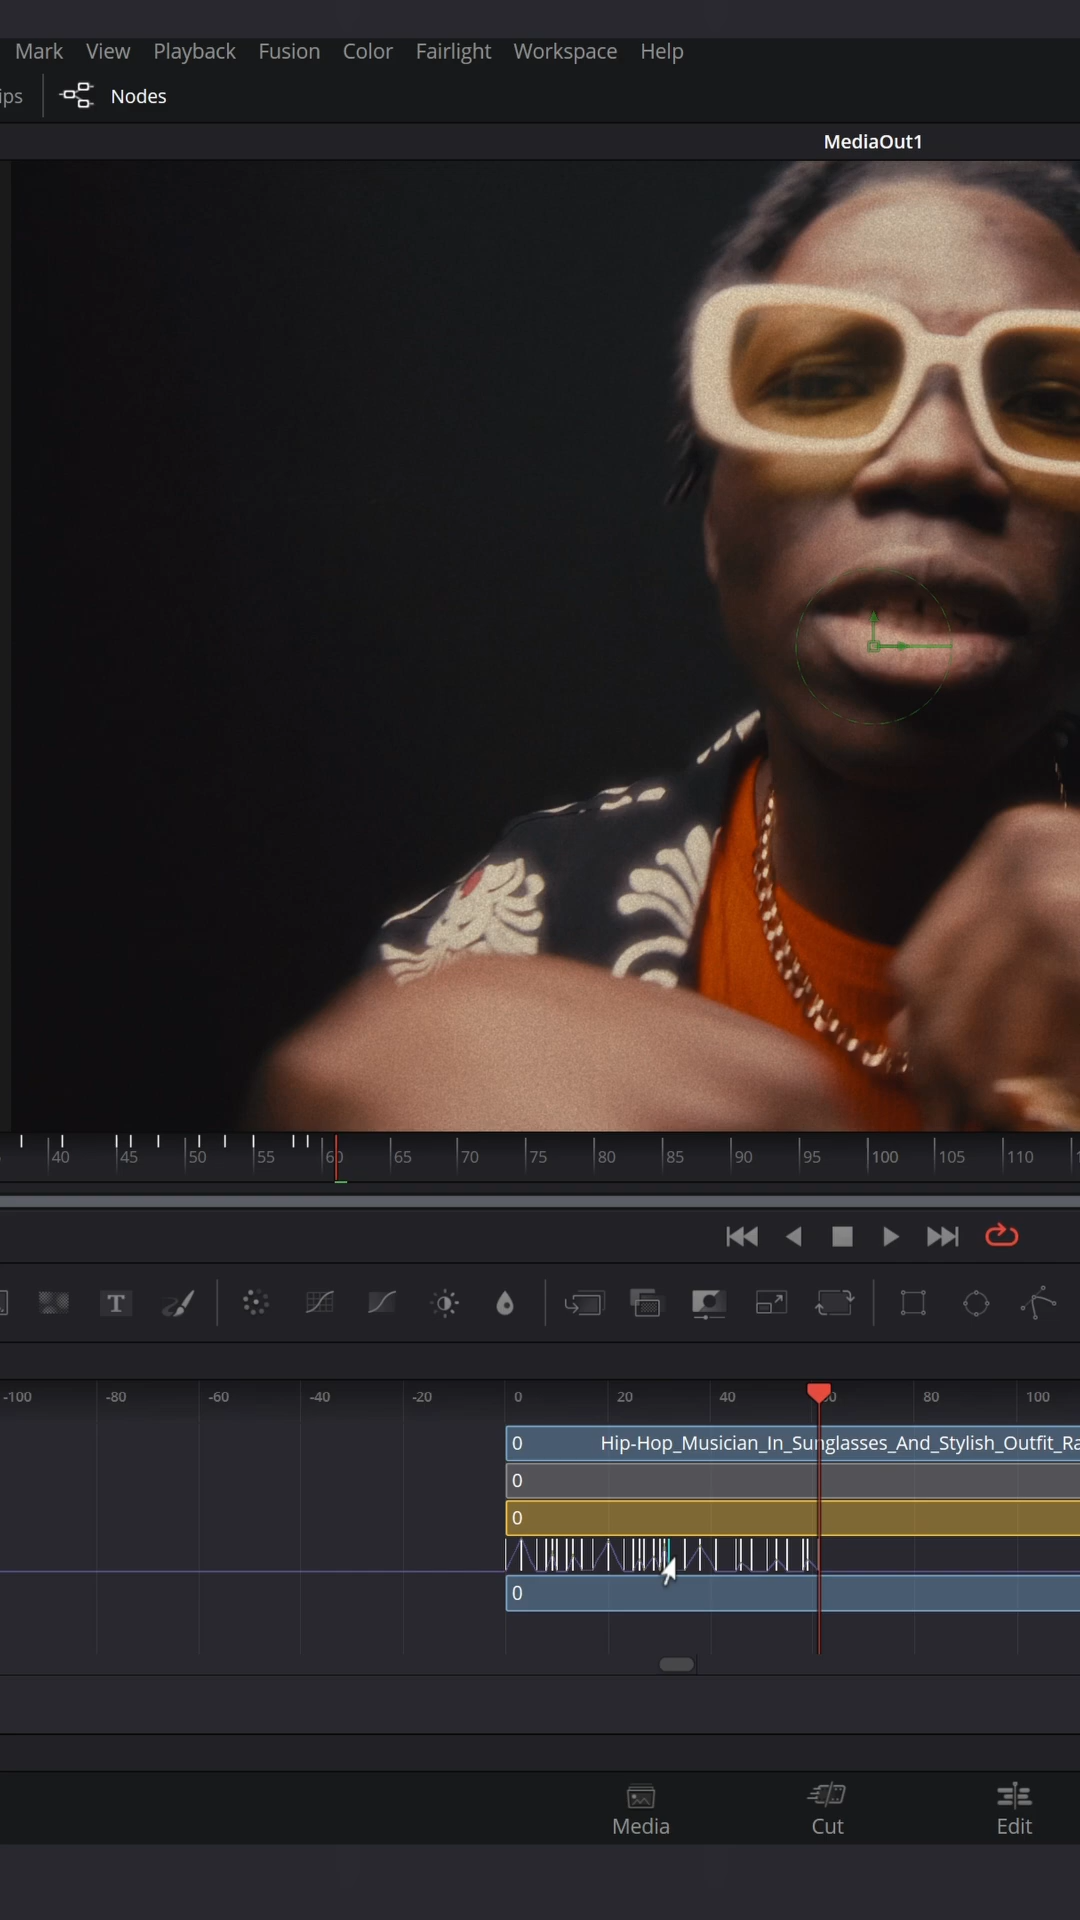 Mark View Playback Fusion Color Fairlight Workspace Help
ips Nodes
MediaOut1
40 45 50 55 60 65 70 75 80 85 90 95 100 105 110
T
-100 -80 -60 -40 -20 0 20 40 80 100
0 Hip-Hop_Musician_In_Sunglasses_And_Stylish_Outfit_Ra
0
0
0
Media Cut Edit